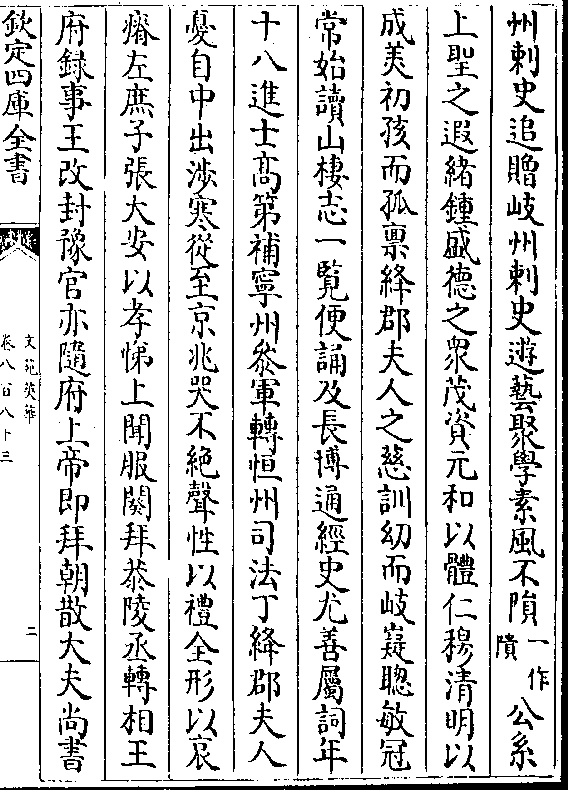 州刺史追贈岐州刺史遊藝聚學素風不隕一作隤公系
上聖之遐緒鍾盛德之衆茂資元和以體仁穆清明以
成美初孩而孤禀絳郡夫人之慈訓幼而岐嶷聰敏冠
常始讀山棲志一覧便誦及長博通經史尤善屬詞年
十八進士髙第補寧州叅軍轉恒州司法丁絳郡夫人
憂自中出涉寒從至京兆哭不絶聲性以禮全形以哀
瘠左庶子張大安以孝悌上聞服闋拜恭陵丞轉相王
府録事王改封豫官亦隨府上帝即拜朝散大夫尚書
欽定四庫全書
文苑英華
卷八百八十三
二